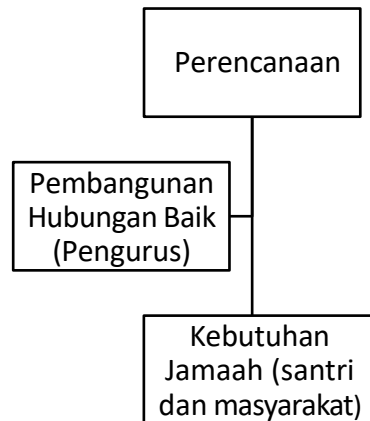 Perencanaan
Pembangunan
Hubungan Baik
(Pengurus)
Kebutuhan
Jamaah (santri
dan masyarakat)